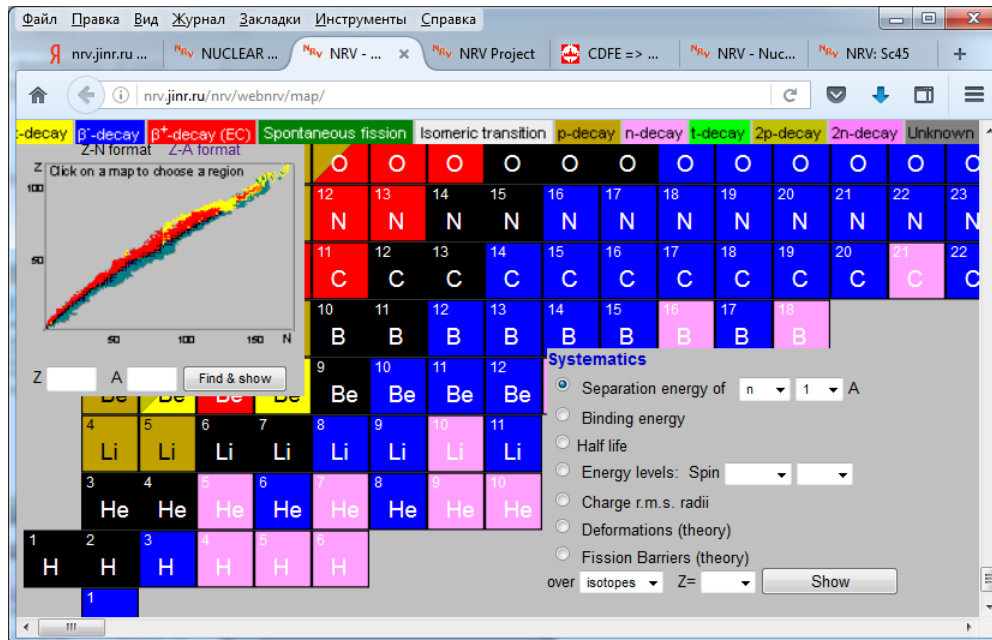 Файл Правка Вид Журнал Закладки Инструменты Справка
nrv.jinr.ru ... NUCLEAR ... NRV - ... × NRV Project CDFE => ... NRV - Nuc... NRV: Sc45 +
nrv.jinr.ru/nrv/webnrv/map/
-decay β--decay β+-decay (EC) Spontaneous fission Isomeric transition p-decay n-decay t-decay 2p-decay 2n-decay Unknown
Z-N format Z-A format
Z Click on a map to choose a region
100
50
50 100 150 N
Z A Find & show
O O O O O O O O O O O O
12 13 14 15 16 17 18 19 20 21 22 23
N N N N N N N N N N N N
11 12 13 14 15 16 17 18 19 20 21 22
C C C C C C C C C C C C
10 11 12 13 14 15 16 17 18
B B B B B B B B B
9 10 11 12
Be Be Be Be Be Be Be Be
4 5 6 7 8 9 10 11
Li Li Li Li Li Li Li Li
3 4 5 6 7 8 9 10
He He He He He He He He
1 2 3 4 5 6
H H H H H H
1
Systematics
Separation energy of n 1 A
Binding energy
Half life
Energy levels: Spin
Charge r.m.s. radii
Deformations (theory)
Fission Barriers (theory)
over isotopes Z= Show